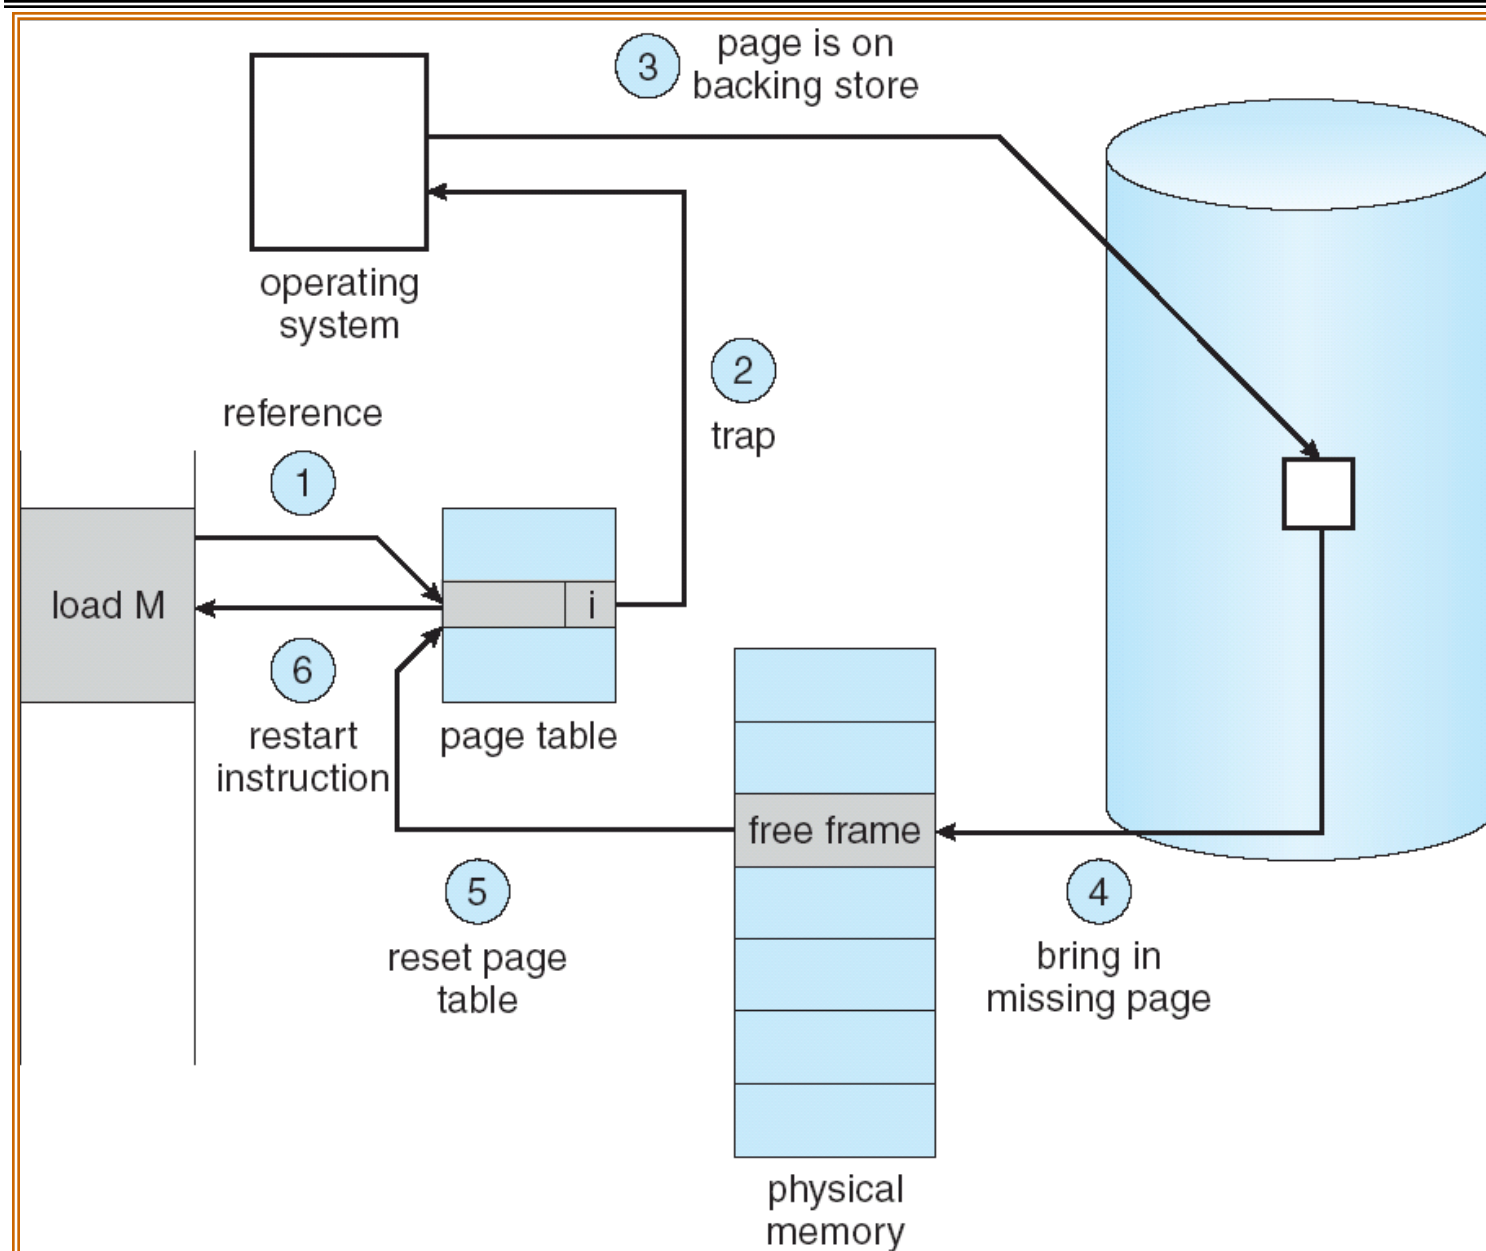 3
page is on
backing store
operating
system
2
trap
reference
1
load M
i
6
restart
instruction
page table
free frame
5
reset page
table
4
bring in
missing page
physical
memory